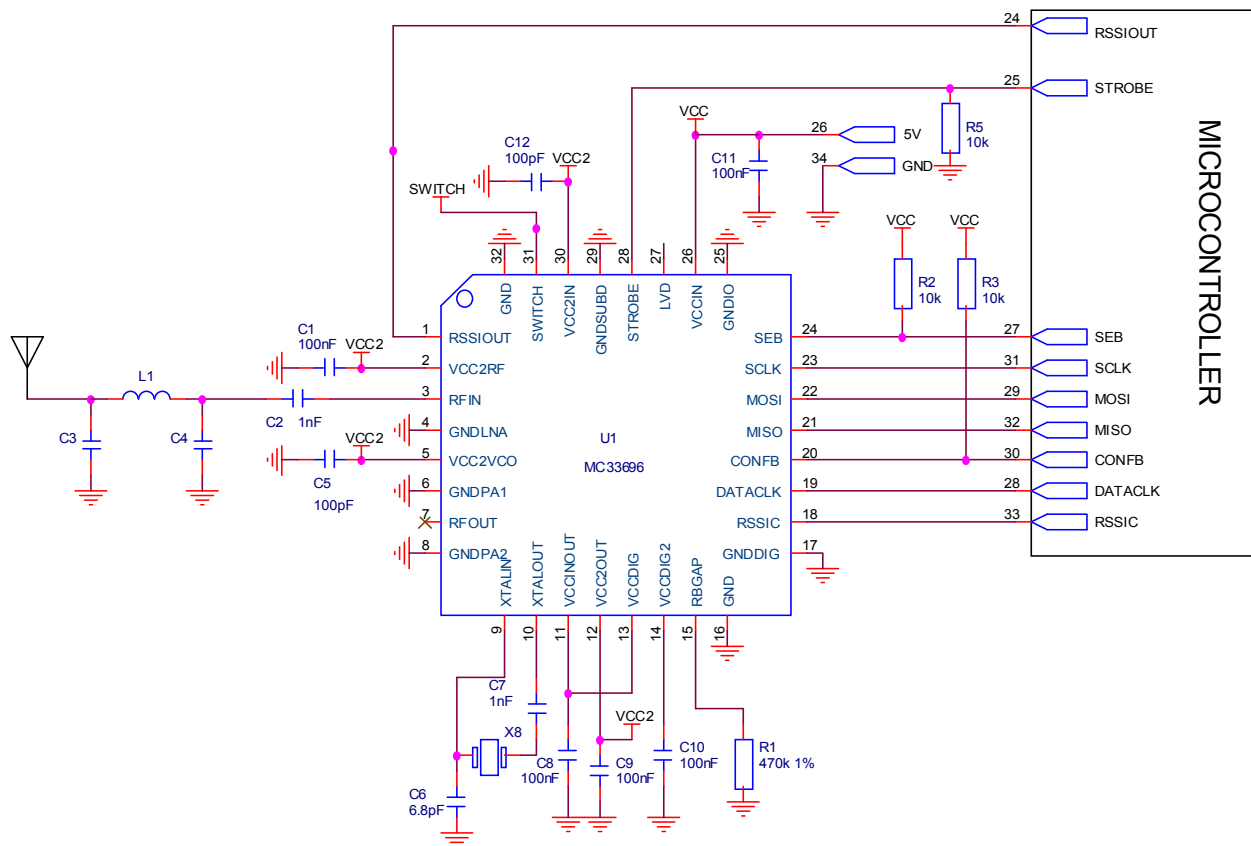 24
RSSIOUT
25
STROBE
MICROCONTROLLER
VCC
26
5V
R5
10k
C12
100pF
VCC2
C11
100nF
34
GND
SWITCH
VCC
VCC
32
31
30
29
28
27
26
25
R2
10k
R3
10k
GND
SWITCH
VCC2IN
GNDSUBD
STROBE
LVD
VCCIN
GNDIO
C1
100nF
VCC2
1
RSSIOUT
SEB
24
27
SEB
2
VCC2RF
SCLK
23
31
SCLK
L1
3
RFIN
MOSI
22
29
MOSI
C2
1nF
C3
C4
4
GNDLNA
MISO
21
32
MISO
VCC2
U1
5
VCC2VCO
CONFB
20
30
CONFB
MC33696
C5
100pF
6
GNDPA1
DATACLK
19
28
DATACLK
7
RFOUT
RSSIC
18
33
RSSIC
8
GNDPA2
GNDDIG
17
XTALIN
XTALOUT
VCCINOUT
VCC2OUT
VCCDIG
VCCDIG2
RBGAP
GND
9
10
11
12
13
14
15
16
C7
1nF
X8
VCC2
C8
100nF
C9
100nF
C10
100nF
R1
470k 1%
C6
6.8pF